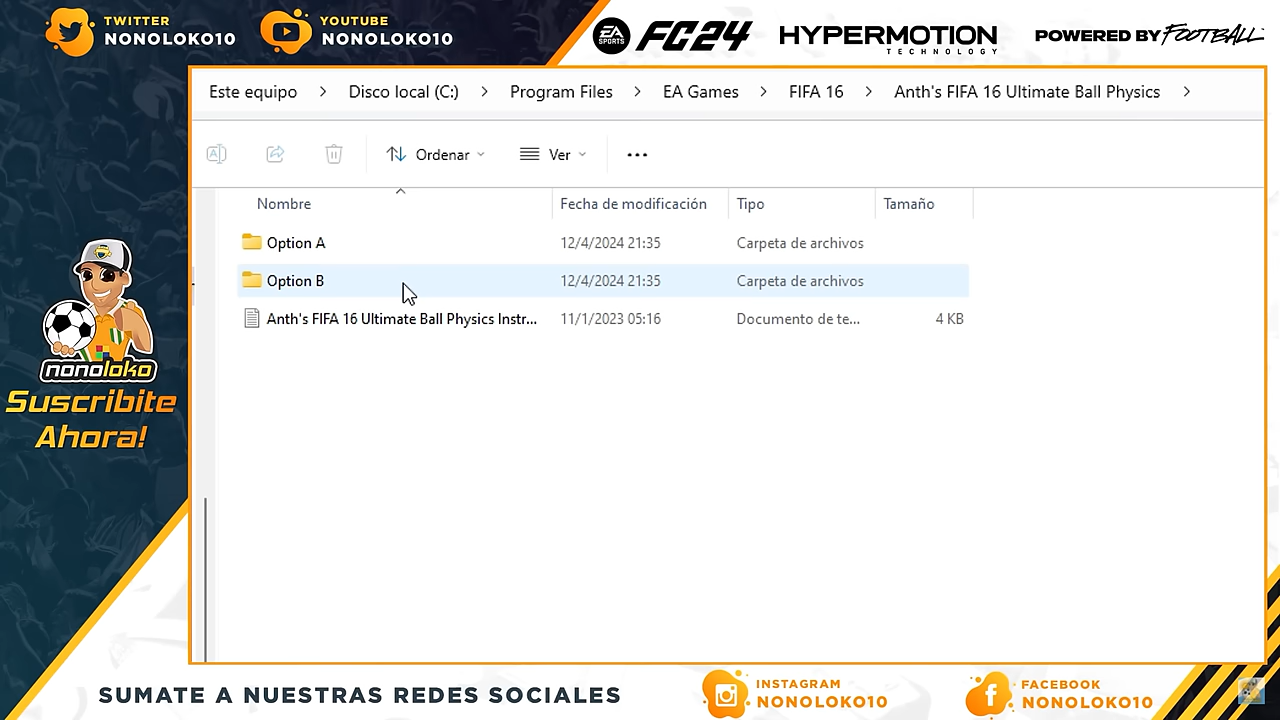 TWITTER
NONOLOKO10
YOUTUBE
NONOLOKO10
EA SPORTS FC24
HYPERMOTION
TECHNOLOGY
POWERED BY FOOTBALL
Este equipo > Disco local (C:) > Program Files > EA Games > FIFA 16 > Anth's FIFA 16 Ultimate Ball Physics >
Ordenar Ver ...
Nombre Fecha de modificación Tipo Tamaño
Option A 12/4/2024 21:35 Carpeta de archivos
Option B 12/4/2024 21:35 Carpeta de archivos
Anth's FIFA 16 Ultimate Ball Physics Instr... 11/1/2023 05:16 Documento de te... 4 KB
nonoloko
Suscribite
Ahora!
SUMATE A NUESTRAS REDES SOCIALES
INSTAGRAM
NONOLOKO10
FACEBOOK
NONOLOKO10